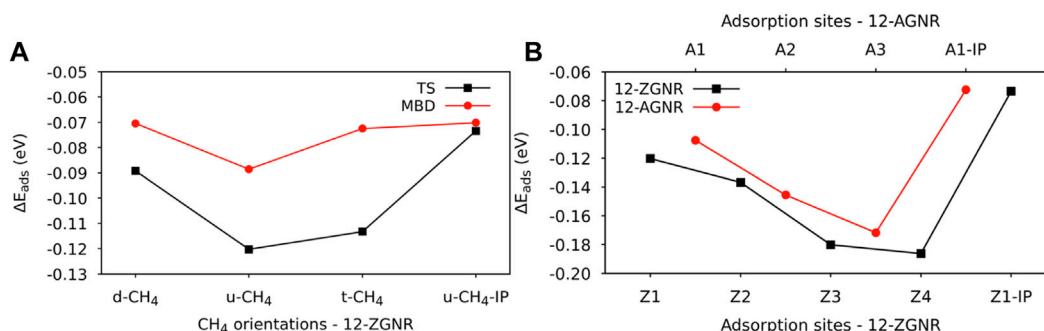 A
-0.05
-0.06
-0.07
-0.08
-0.09
-0.10
-0.11
-0.12
-0.13
ΔE_ads (eV)
TS
MBD
d-CH₄
u-CH₄
t-CH₄
u-CH₄-IP
CH₄ orientations - 12-ZGNR
B
Adsorption sites - 12-AGNR
A1
A2
A3
A1-IP
-0.06
-0.08
-0.10
-0.12
-0.14
-0.16
-0.18
-0.20
ΔE_ads (eV)
12-ZGNR
12-AGNR
Z1
Z2
Z3
Z4
Z1-IP
Adsorption sites - 12-ZGNR